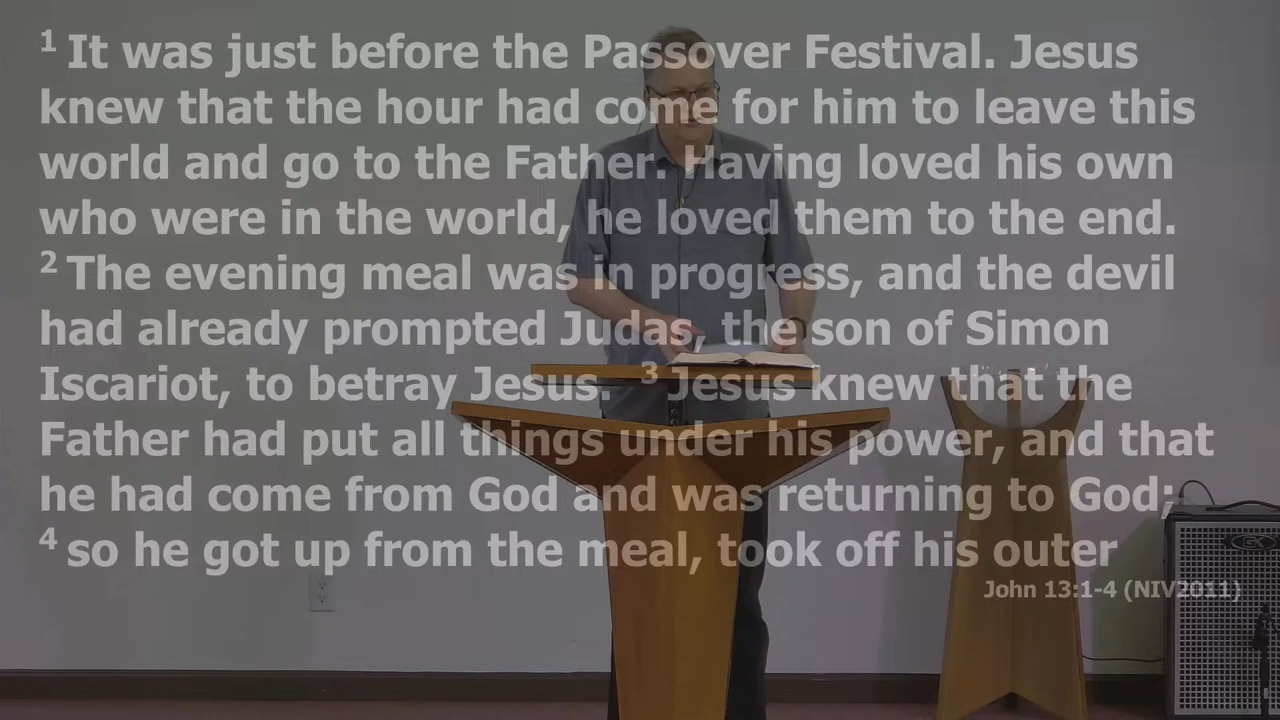 1 It was just before the Passover Festival. Jesus
knew that the hour had come for him to leave this
world and go to the Father. Having loved his own
who were in the world, he loved them to the end.
2 The evening meal was in progress, and the devil
had already prompted Judas, the son of Simon
Iscariot, to betray Jesus. 3 Jesus knew that the
Father had put all things under his power, and that
he had come from God and was returning to God;
4 so he got up from the meal, took off his outer
John 13:1-4 (NIV2011)
GK